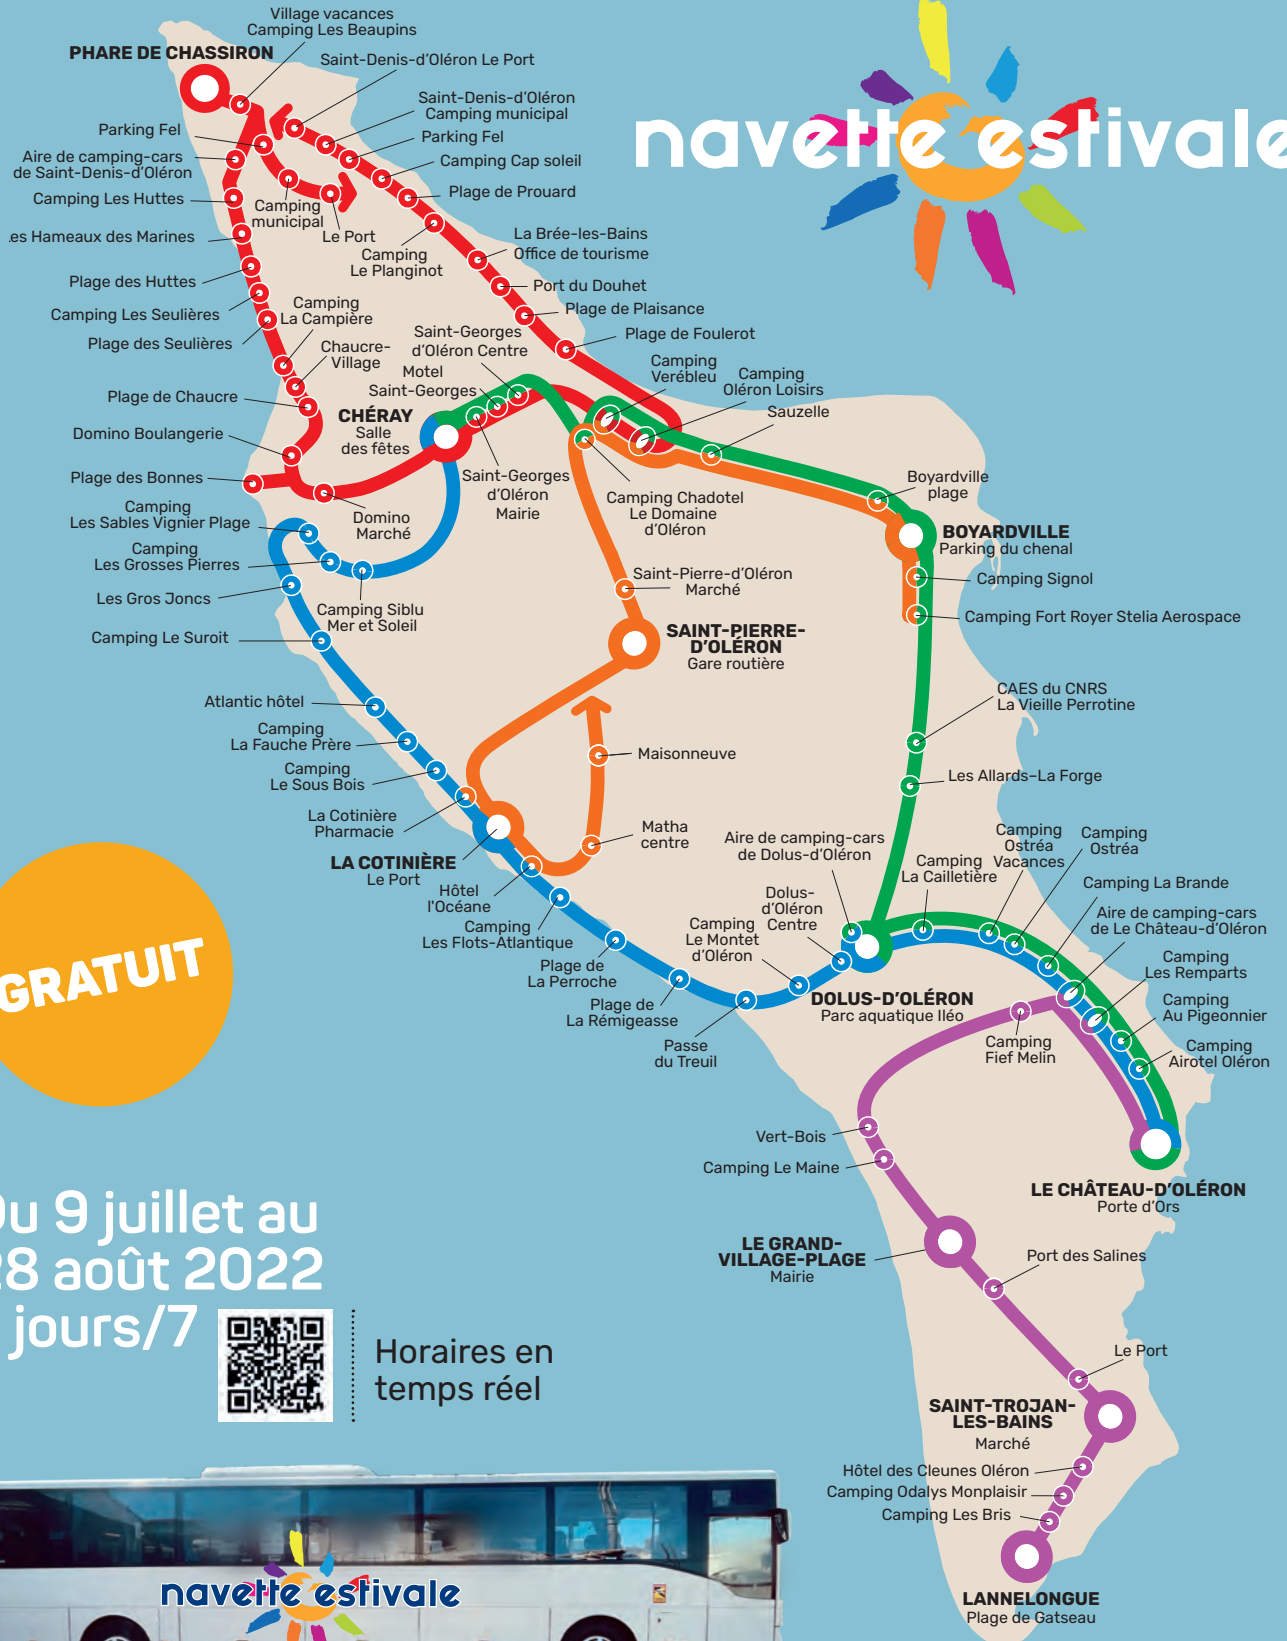 Village vacances
Camping Les Beaupins
PHARE DE CHASSIRON
Saint-Denis-d'Oléron Le Port
Saint-Denis-d'Oléron
Camping municipal
Parking Fel
Parking Fel
Aire de camping-cars
de Saint-Denis-d'Oléron
Camping Cap soleil
Camping Les Huttes
Plage de Prouard
Camping
municipal
Le Port
es Hameaux des Marines
Camping
Le Planginot
La Brée-les-Bains
Office de tourisme
Plage des Huttes
Port du Douhet
Camping Les Seulières
Camping
La Campière
Plage de Plaisance
Plage des Seulières
Saint-Georges
d'Oléron Centre
Plage de Foulerot
Chaucre-
Village
Motel
Saint-Georges
Camping
Verébleu
Camping
Oléron Loisirs
Plage de Chaucre
CHÉRAY
Salle
des fêtes
Sauzelle
Domino Boulangerie
Plage des Bonnes
Saint-Georges
d'Oléron
Mairie
Boyardville
plage
Camping Chadotel
Le Domaine
d'Oléron
Camping
Les Sables Vignier Plage
Domino
Marché
BOYARDVILLE
Parking du chenal
Camping
Les Grosses Pierres
Saint-Pierre-d'Oléron
Marché
Camping Signol
Les Gros Joncs
Camping Siblu
Mer et Soleil
Camping Fort Royer Stelia Aerospace
Camping Le Suroit
SAINT-PIERRE-
D'OLÉRON
Gare routière
Atlantic hôtel
CAES du CNRS
La Vieille Perrotine
Camping
La Fauche Prère
Maisonneuve
Camping
Le Sous Bois
Les Allards-La Forge
La Cotinière
Pharmacie
Matha
centre
LA COTINIÈRE
Le Port
Aire de camping-cars
de Dolus-d'Oléron
Camping
Ostréa
Vacances
Camping
Ostréa
Camping
La Cailletière
Hôtel
l'Océane
Dolus-
d'Oléron
Centre
Camping La Brande
Camping
Les Flots-Atlantique
Camping
Le Montet
d'Oléron
Aire de camping-cars
de Le Château-d'Oléron
Plage de
La Perroche
Camping
Les Remparts
Plage de
La Rémigeasse
DOLUS-D'OLÉRON
Parc aquatique Iléo
Camping
Au Pigeonnier
Passe
du Treuil
Camping
Fief Melin
Camping
Airotel Oléron
Vert-Bois
Camping Le Maine
LE CHÂTEAU-D'OLÉRON
Porte d'Ors
LE GRAND-
VILLAGE-PLAGE
Mairie
Port des Salines
Le Port
SAINT-TROJAN-
LES-BAINS
Marché
Hôtel des Cleunes Oléron
Camping Odalys Monplaisir
Camping Les Bris
LANNELONGUE
Plage de Gatseau
navette estivale
GRATUIT
Du 9 juillet au
28 août 2022
jours/7
Horaires en
temps réel
navette estivale